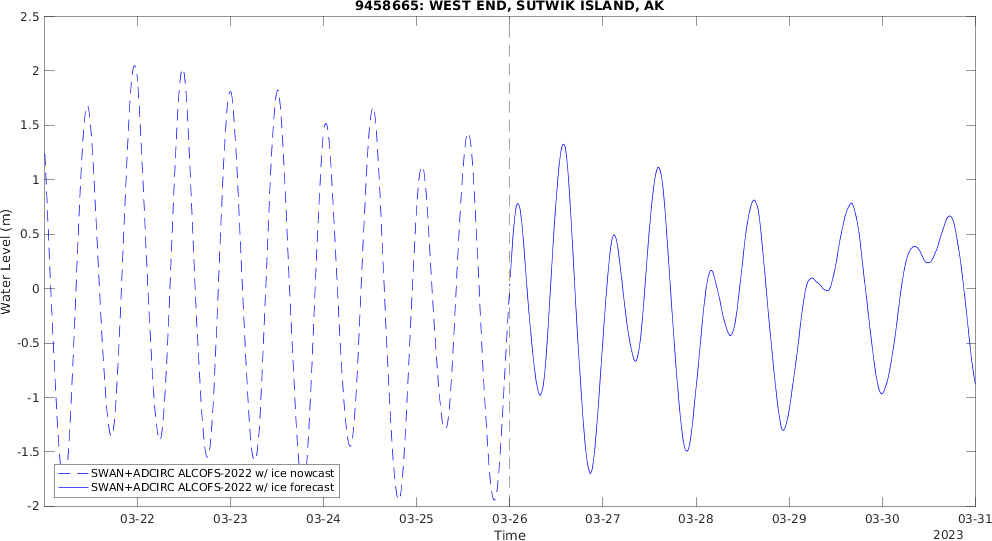 9458665: WEST END, SUTWIK ISLAND, AK
2.5
2
1.5
1
0.5
0
-0.5
-1
-1.5
-2
Water Level (m)
SWAN+ADCIRC ALCOFS-2022 w/ ice nowcast
SWAN+ADCIRC ALCOFS-2022 w/ ice forecast
03-22 03-23 03-24 03-25 03-26 03-27 03-28 03-29 03-30 03-31
Time
2023